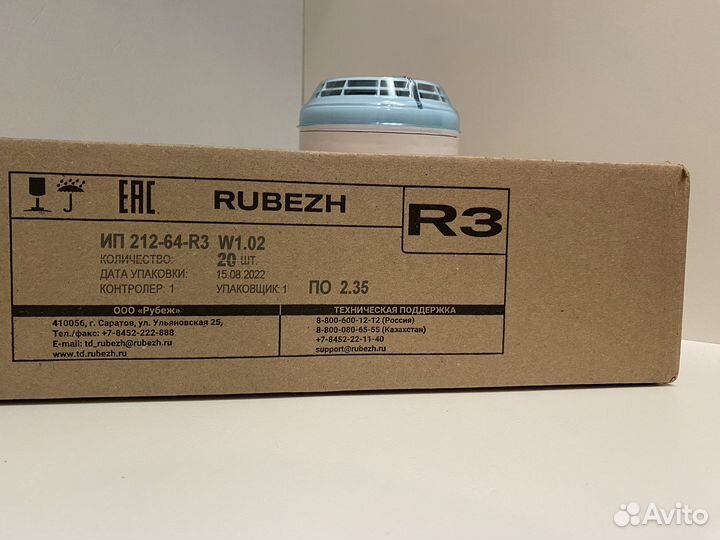 EAC RUBEZH R3
ИП 212-64-R3 W1.02
КОЛИЧЕСТВО: 20 ШТ.
ДАТА УПАКОВКИ: 15.08.2022
КОНТРОЛЕР: 1 УПАКОВЩИК: 1 ПО 2.35
ООО «Рубеж»
410056, г. Саратов, ул. Ульяновская 25,
Тел./факс: +7-8452-222-888
E-mail: td_rubezh@rubezh.ru
www.td.rubezh.ru
ТЕХНИЧЕСКАЯ ПОДДЕРЖКА
8-800-600-12-12 (Россия)
8-800-080-65-55 (Казахстан)
+7-8452-22-11-40
support@rubezh.ru
Avito